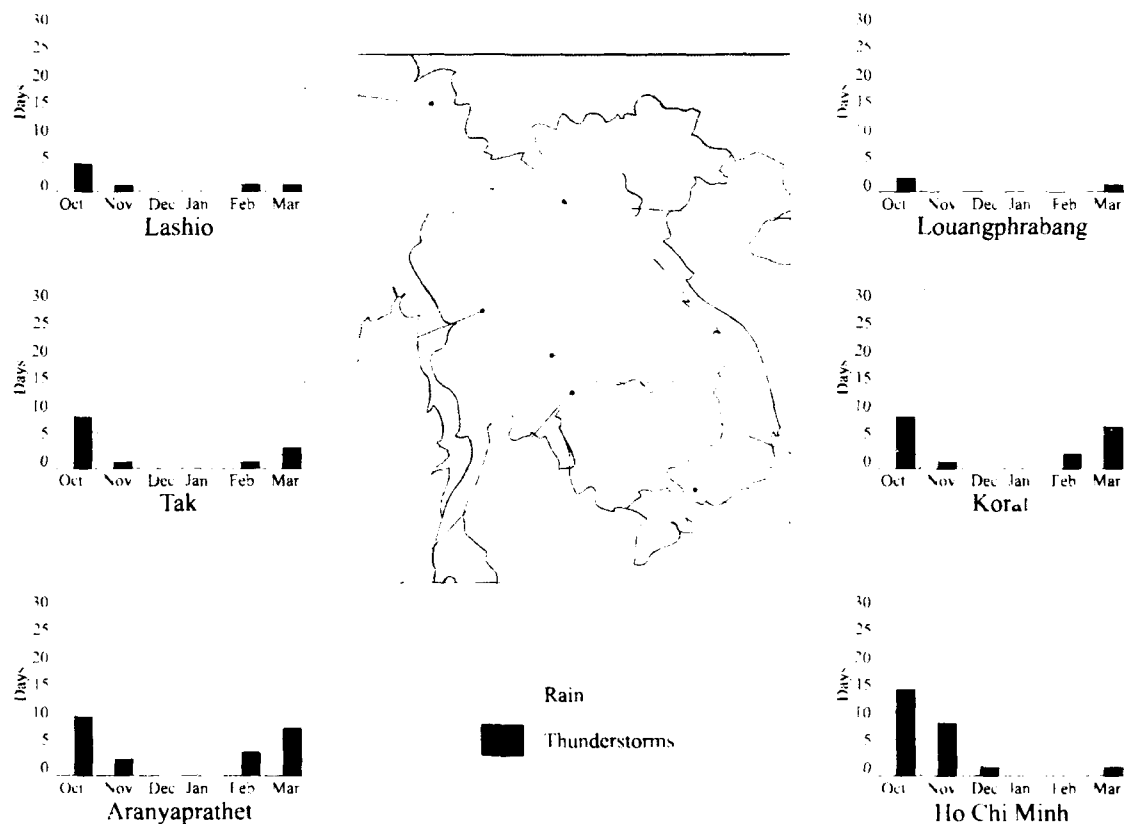 30
25
20
15
10
5
0
Days
Oct Nov Dec Jan Feb Mar
Lashio
30
25
20
15
10
5
0
Days
Oct Nov Dec Jan Feb Mar
Louangphrabang
30
25
20
15
10
5
0
Days
Oct Nov Dec Jan Feb Mar
Tak
30
25
20
15
10
5
0
Days
Oct Nov Dec Jan Feb Mar
Korat
30
25
20
15
10
5
0
Days
Oct Nov Dec Jan Feb Mar
Aranyaprathet
Rain
Thunderstorms
30
25
20
15
10
5
0
Days
Oct Nov Dec Jan Feb Mar
Ho Chi Minh